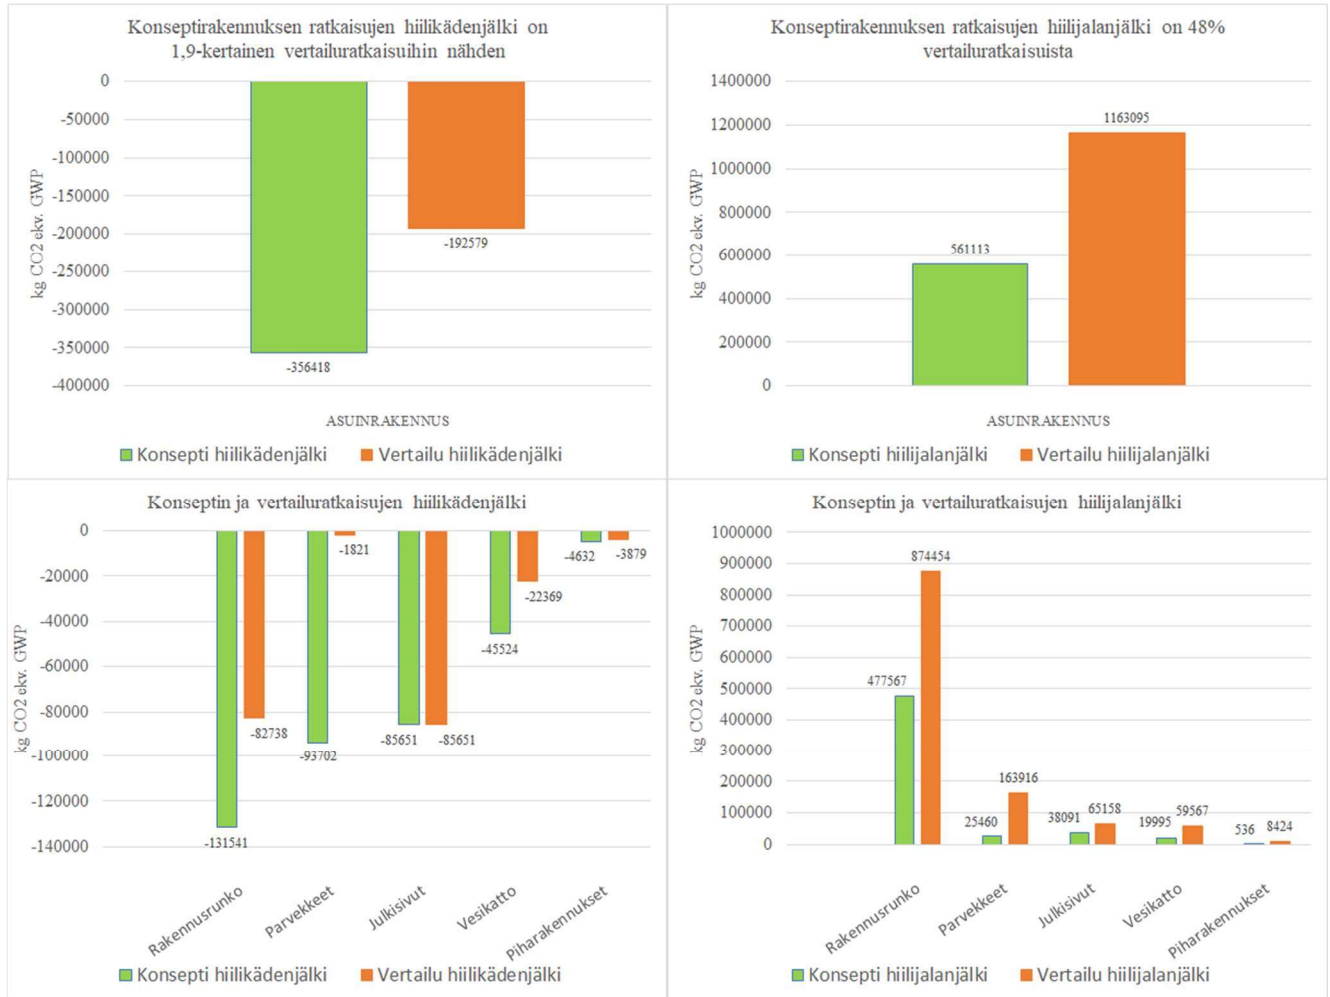 Konseptirakennuksen ratkaisujen hiilikädenjälki on
1,9-kertainen vertailuratkaisuihin nähden
kg CO2 ekv. GWP
0
-50000
-100000
-150000
-200000
-250000
-300000
-350000
-400000
-356418
-192579
ASUINRAKENNUS
Konsepti hiilikädenjälki
Vertailu hiilikädenjälki
Konseptirakennuksen ratkaisujen hiilijalanjälki on 48%
vertailuratkaisuista
kg CO2 ekv. GWP
1400000
1200000
1000000
800000
600000
400000
200000
0
561113
1163095
ASUINRAKENNUS
Konsepti hiilijalanjälki
Vertailu hiilijalanjälki
Konseptin ja vertailuratkaisujen hiilikädenjälki
kg CO2 ekv. GWP
0
-20000
-40000
-60000
-80000
-100000
-120000
-140000
-131541
-82738
-93702
-1821
-85651
-85651
-45524
-22369
-4632
-3879
Rakennusrunko
Parvekkeet
Julkisivut
Vesikatto
Piharakennukset
Konsepti hiilikädenjälki
Vertailu hiilikädenjälki
Konseptin ja vertailuratkaisujen hiilijalanjälki
kg CO2 ekv. GWP
1000000
900000
800000
700000
600000
500000
400000
300000
200000
100000
0
477567
874454
25460
163916
38091
65158
19995
59567
536
8424
Rakennusrunko
Parvekkeet
Julkisivut
Vesikatto
Piharakennukset
Konsepti hiilijalanjälki
Vertailu hiilijalanjälki